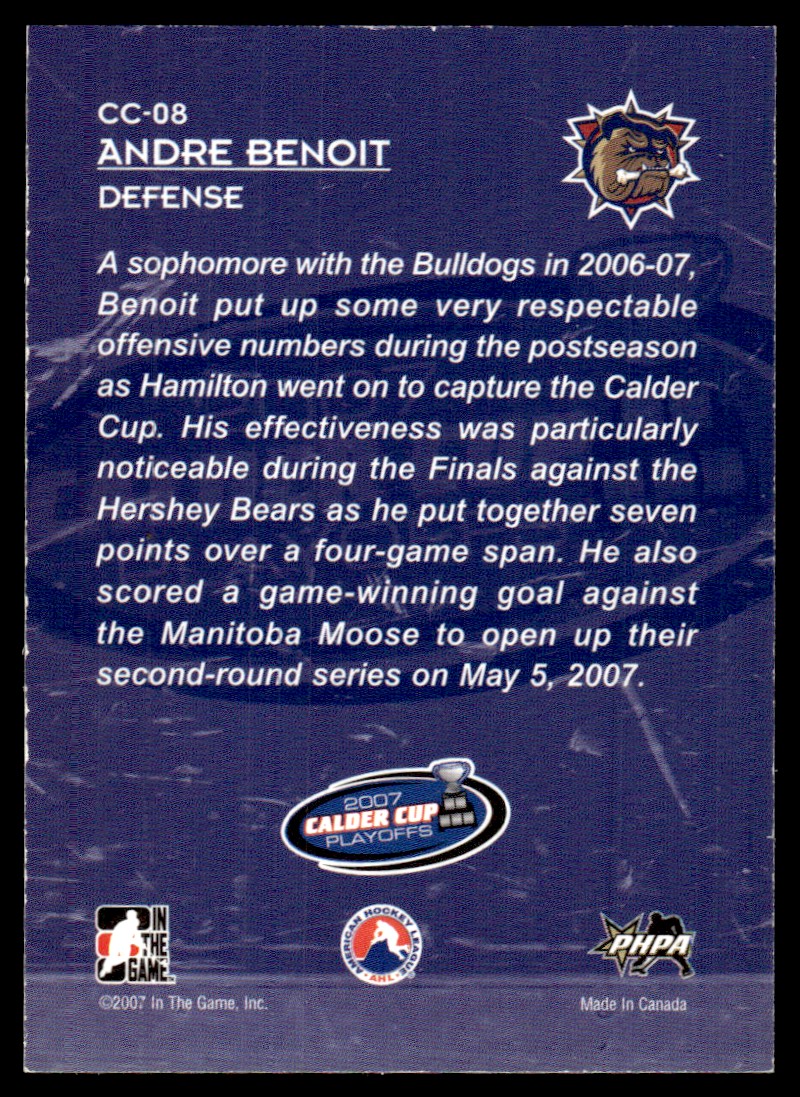 CC-08
ANDRE BENOIT
DEFENSE
A sophomore with the Bulldogs in 2006-07,
Benoit put up some very respectable
offensive numbers during the postseason
as Hamilton went on to capture the Calder
Cup. His effectiveness was particularly
noticeable during the Finals against the
Hershey Bears as he put together seven
points over a four-game span. He also
scored a game-winning goal against
the Manitoba Moose to open up their
second-round series on May 5, 2007.
2007
CALDER CUP
PLAYOFFS
IN
THE
GAME™
AMERICAN HOCKEY LEAGUE
AHL
PHPA
©2007 In The Game, Inc.
Made In Canada